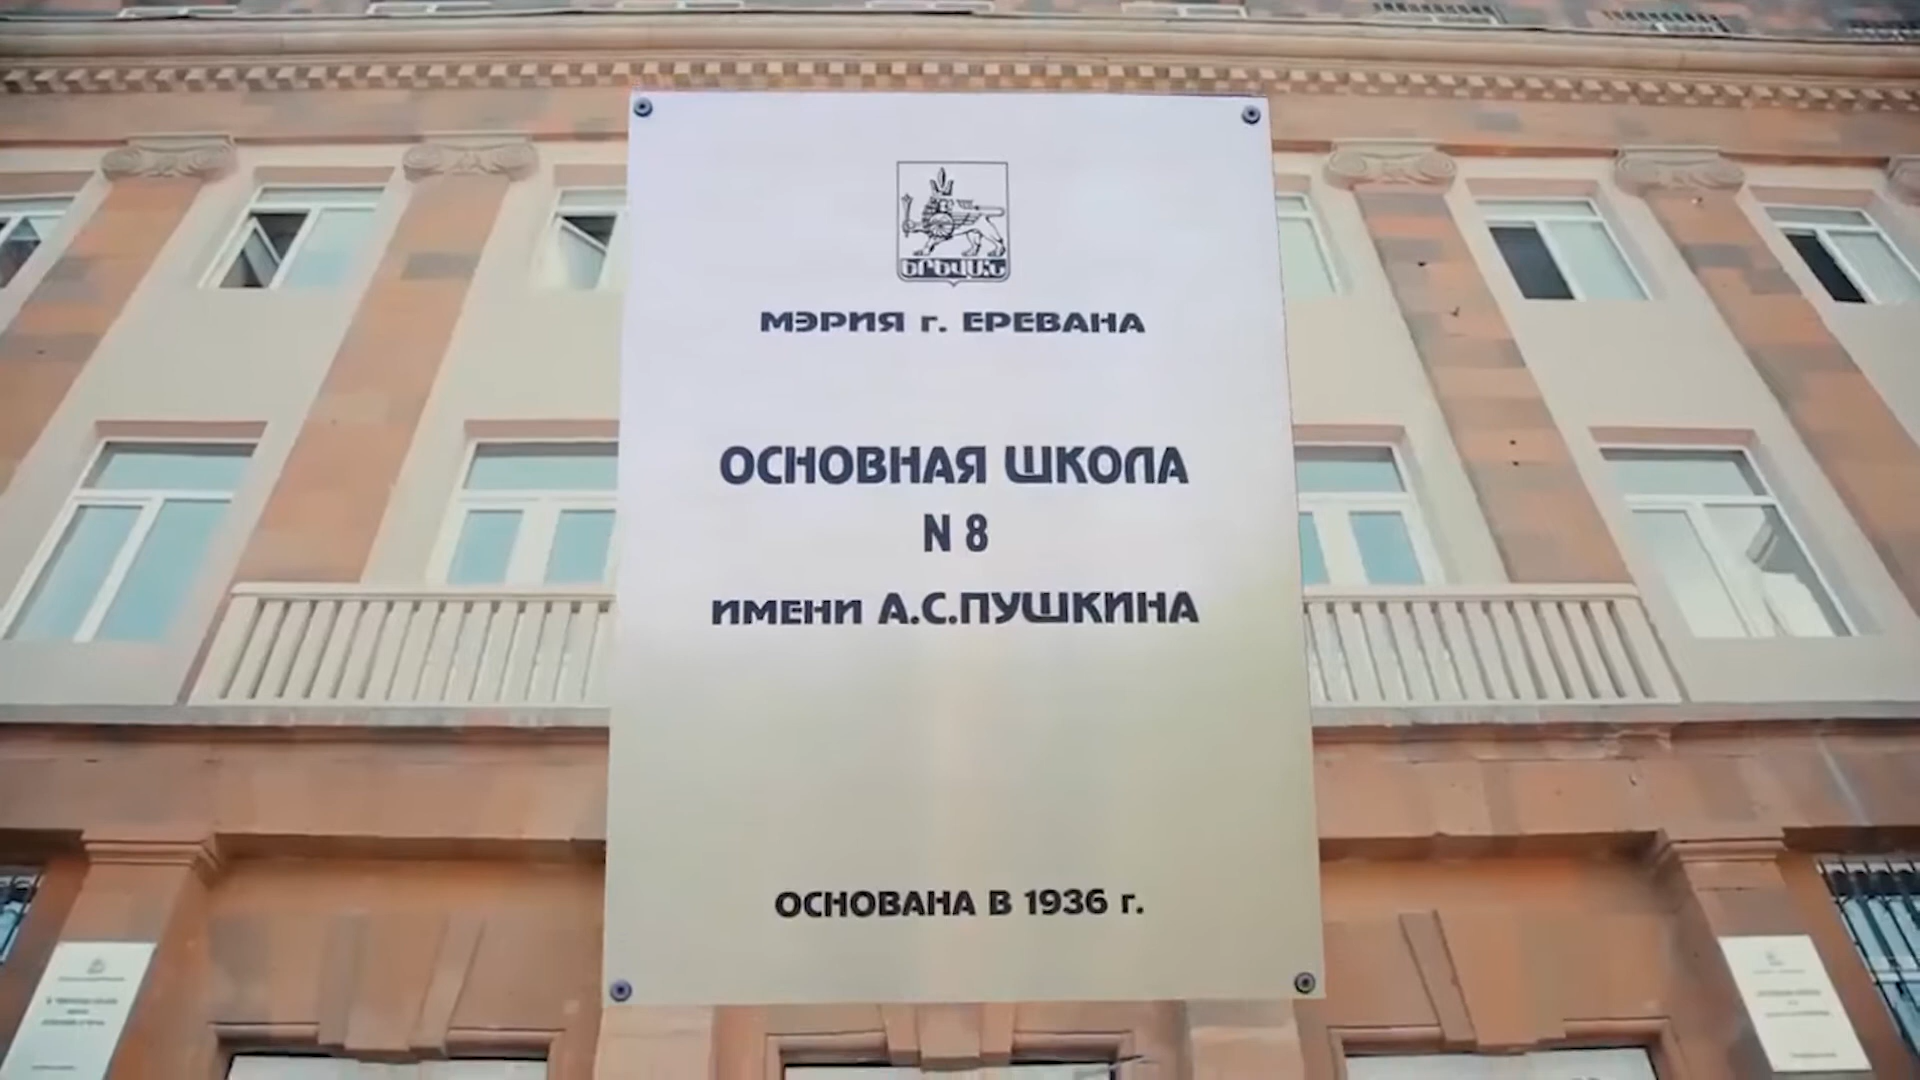 ԵՐԵՎԱՆ
МЭРИЯ г. ЕРЕВАНА
ОСНОВНАЯ ШКОЛА
N 8
ИМЕНИ А.С.ПУШКИНА
ОСНОВАНА В 1936 г.